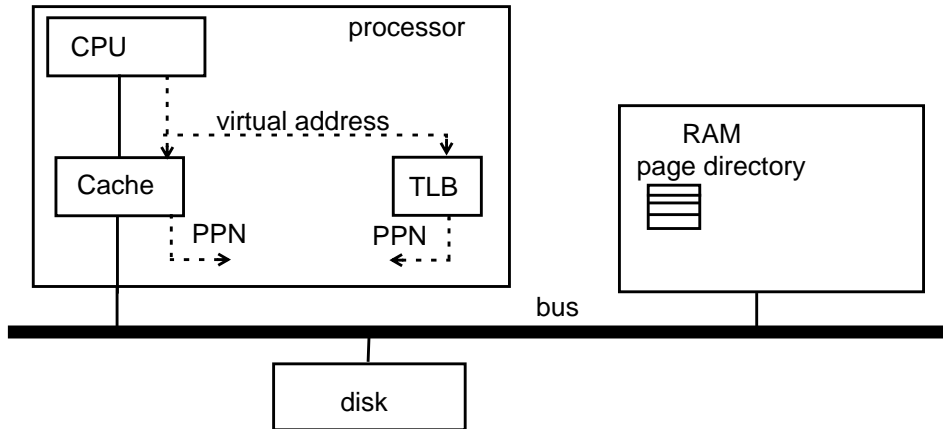 processor
CPU
virtual address
Cache
TLB
PPN
PPN
RAM
page directory
bus
disk